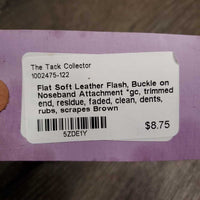 The Tack Collector
1002475-122
Flat Soft Leather Flash, Buckle on
Noseband Attachment *gc, trimmed
end, residue, faded, clean, dents,
rubs, scrapes Brown
5ZDE1Y
$8.75